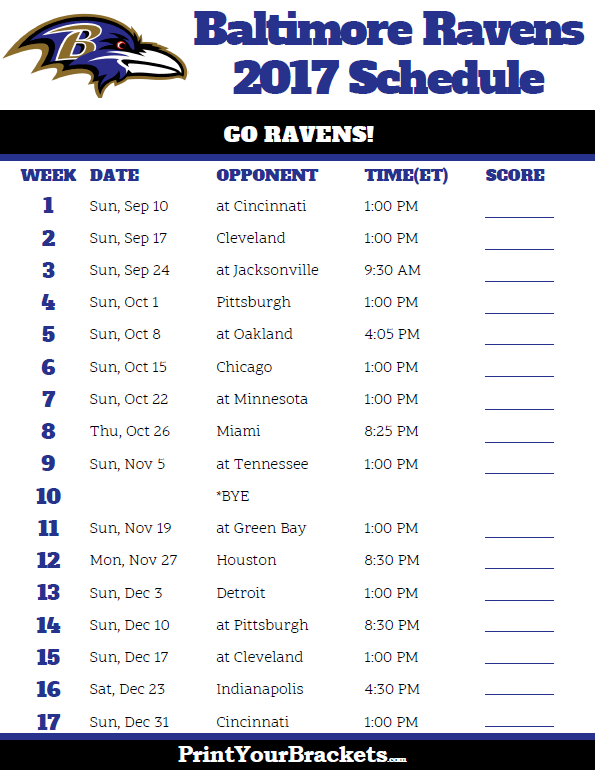 B
Baltimore Ravens
2017 Schedule
GO RAVENS!
WEEK DATE OPPONENT TIME(ET) SCORE
1 Sun, Sep 10 at Cincinnati 1:00 PM
2 Sun, Sep 17 Cleveland 1:00 PM
3 Sun, Sep 24 at Jacksonville 9:30 AM
4 Sun, Oct 1 Pittsburgh 1:00 PM
5 Sun, Oct 8 at Oakland 4:05 PM
6 Sun, Oct 15 Chicago 1:00 PM
7 Sun, Oct 22 at Minnesota 1:00 PM
8 Thu, Oct 26 Miami 8:25 PM
9 Sun, Nov 5 at Tennessee 1:00 PM
10 *BYE
11 Sun, Nov 19 at Green Bay 1:00 PM
12 Mon, Nov 27 Houston 8:30 PM
13 Sun, Dec 3 Detroit 1:00 PM
14 Sun, Dec 10 at Pittsburgh 8:30 PM
15 Sun, Dec 17 at Cleveland 1:00 PM
16 Sat, Dec 23 Indianapolis 4:30 PM
17 Sun, Dec 31 Cincinnati 1:00 PM
PrintYourBrackets.com